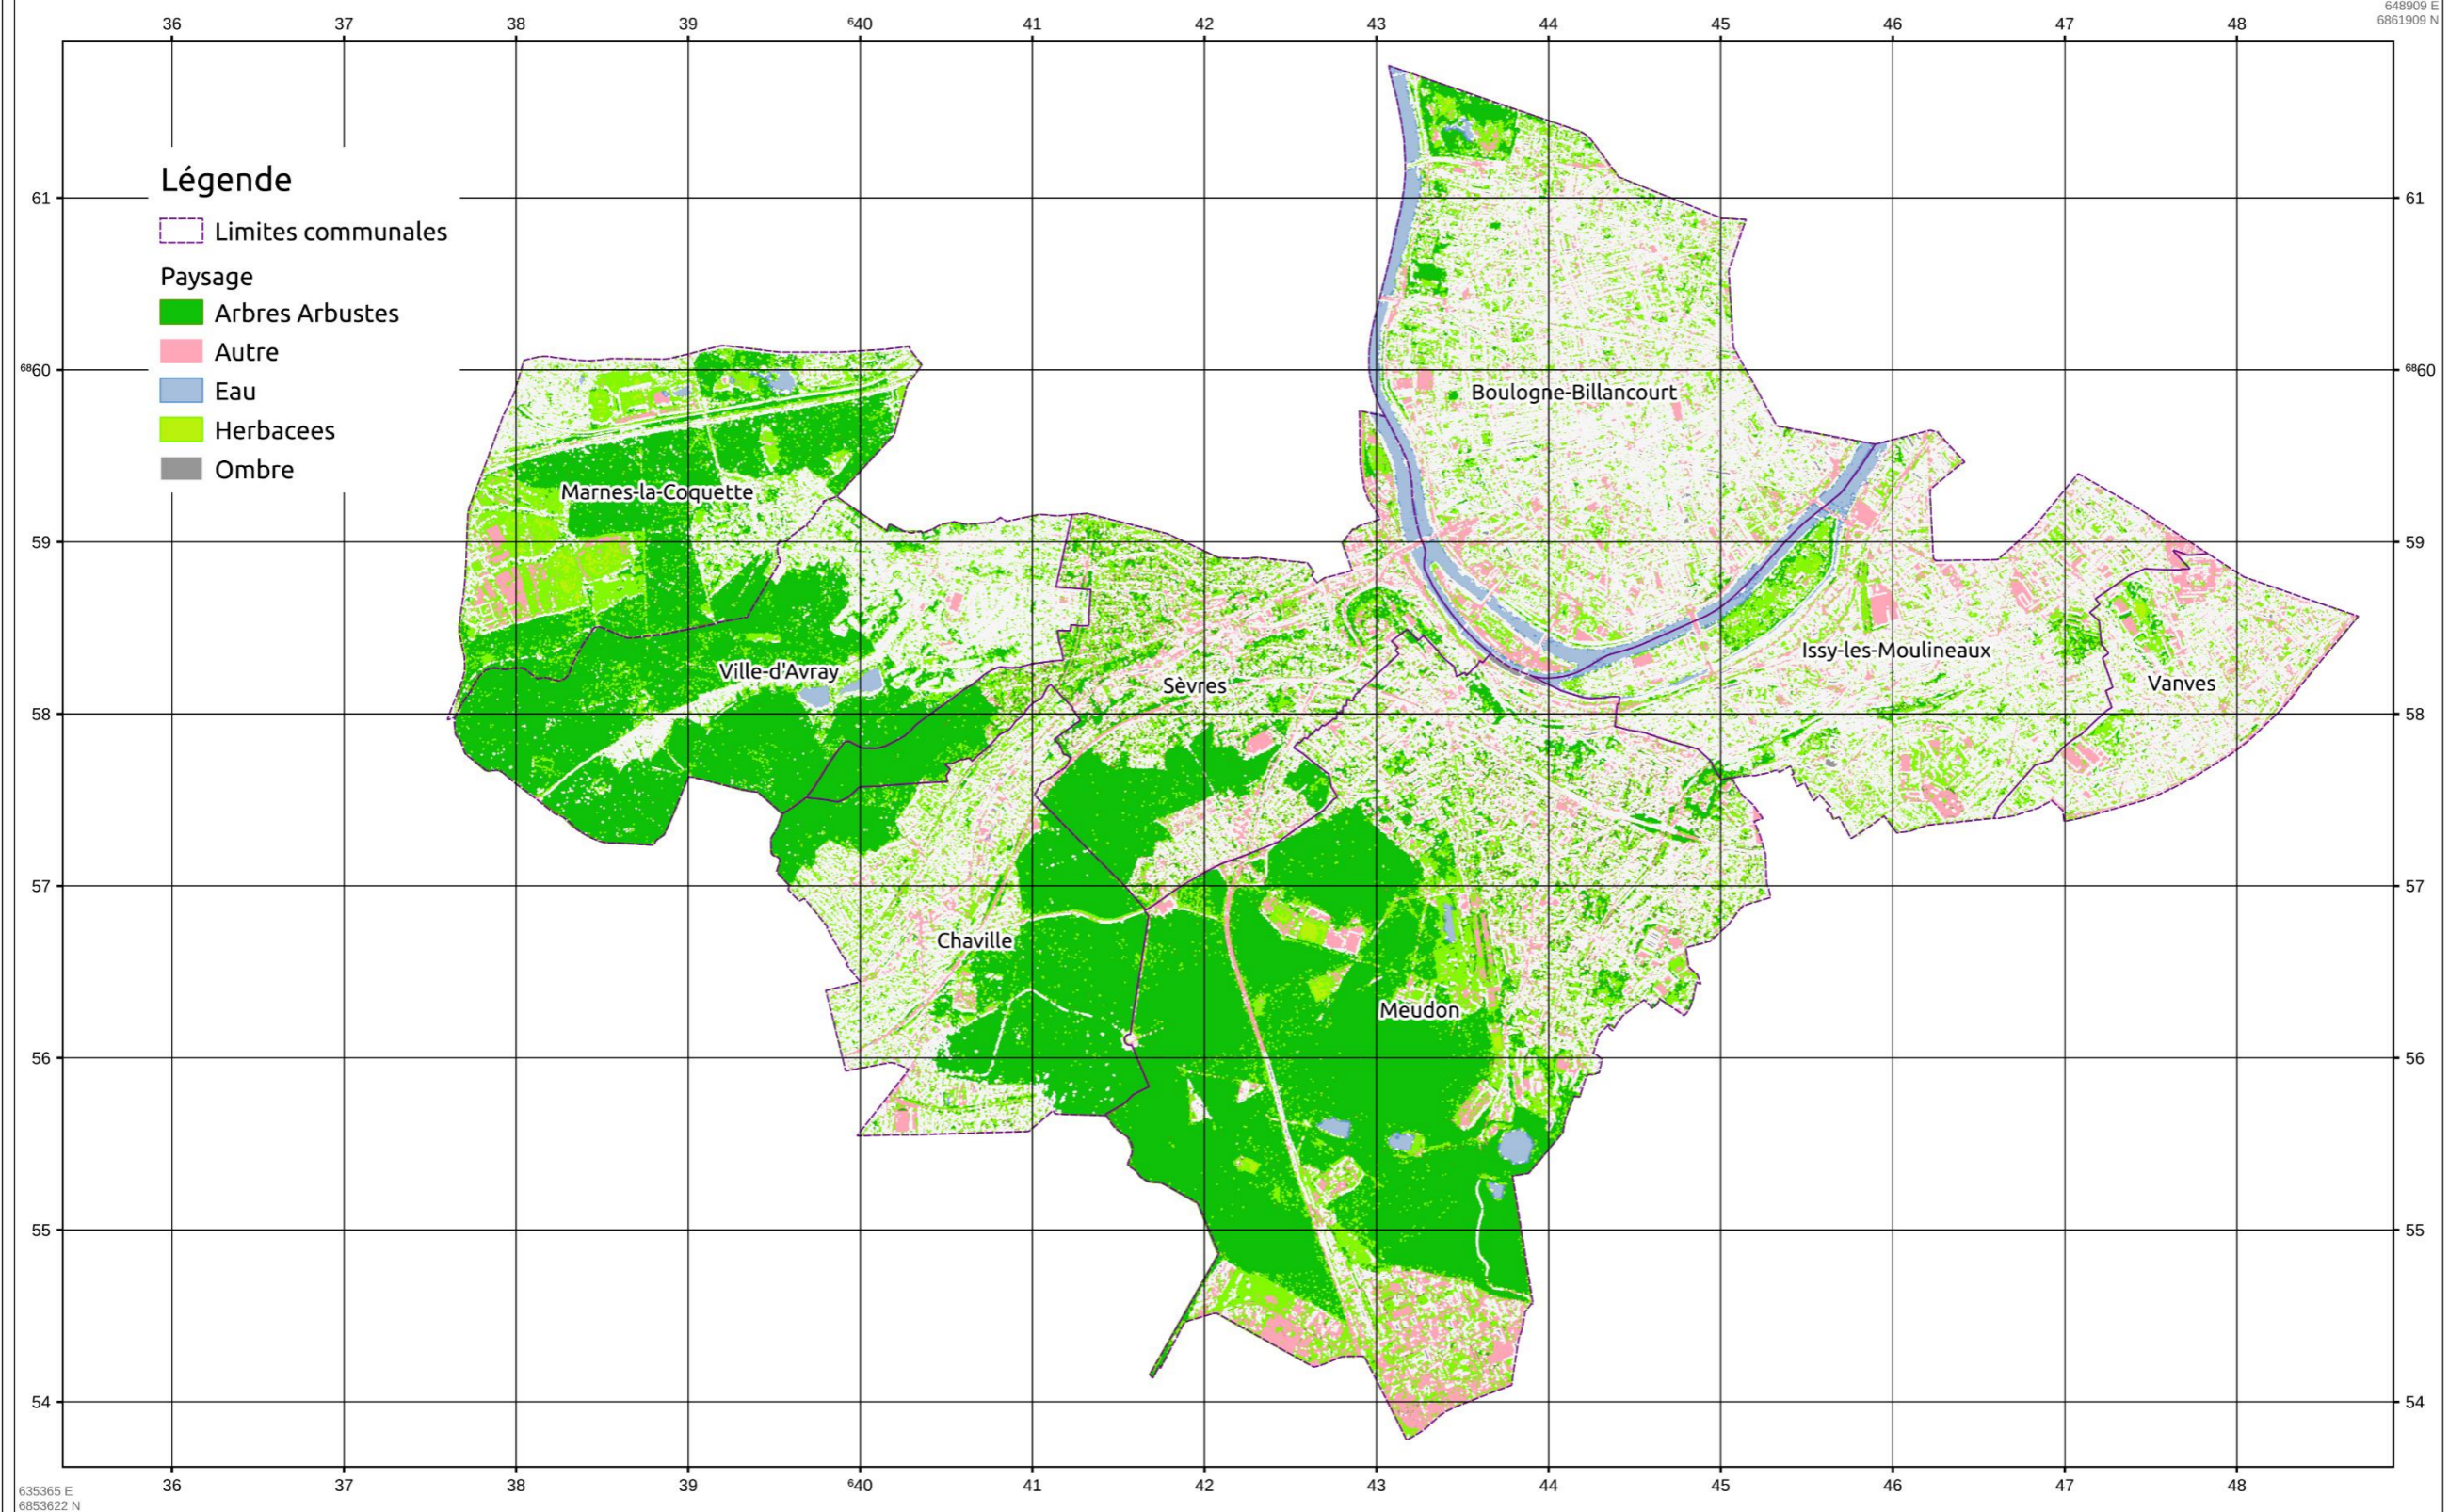 648909 E
6861909 N
36 37 38 39 ⁶40 41 42 43 44 45 46 47 48
Légende
61 61
Limites communales
Paysage
Arbres Arbustes
Autre
⁶⁸60 ⁶⁸60
Eau
Boulogne-Billancourt
Herbacees
Ombre
Marnes-la-Coquette
59 59
Issy-les-Moulineaux
Ville-d'Avray
Sèvres
Vanves
58 58
57 57
Chaville
Meudon
56 56
55 55
54 54
36 37 38 39 ⁶40 41 42 43 44 45 46 47 48
635365 E
6853622 N